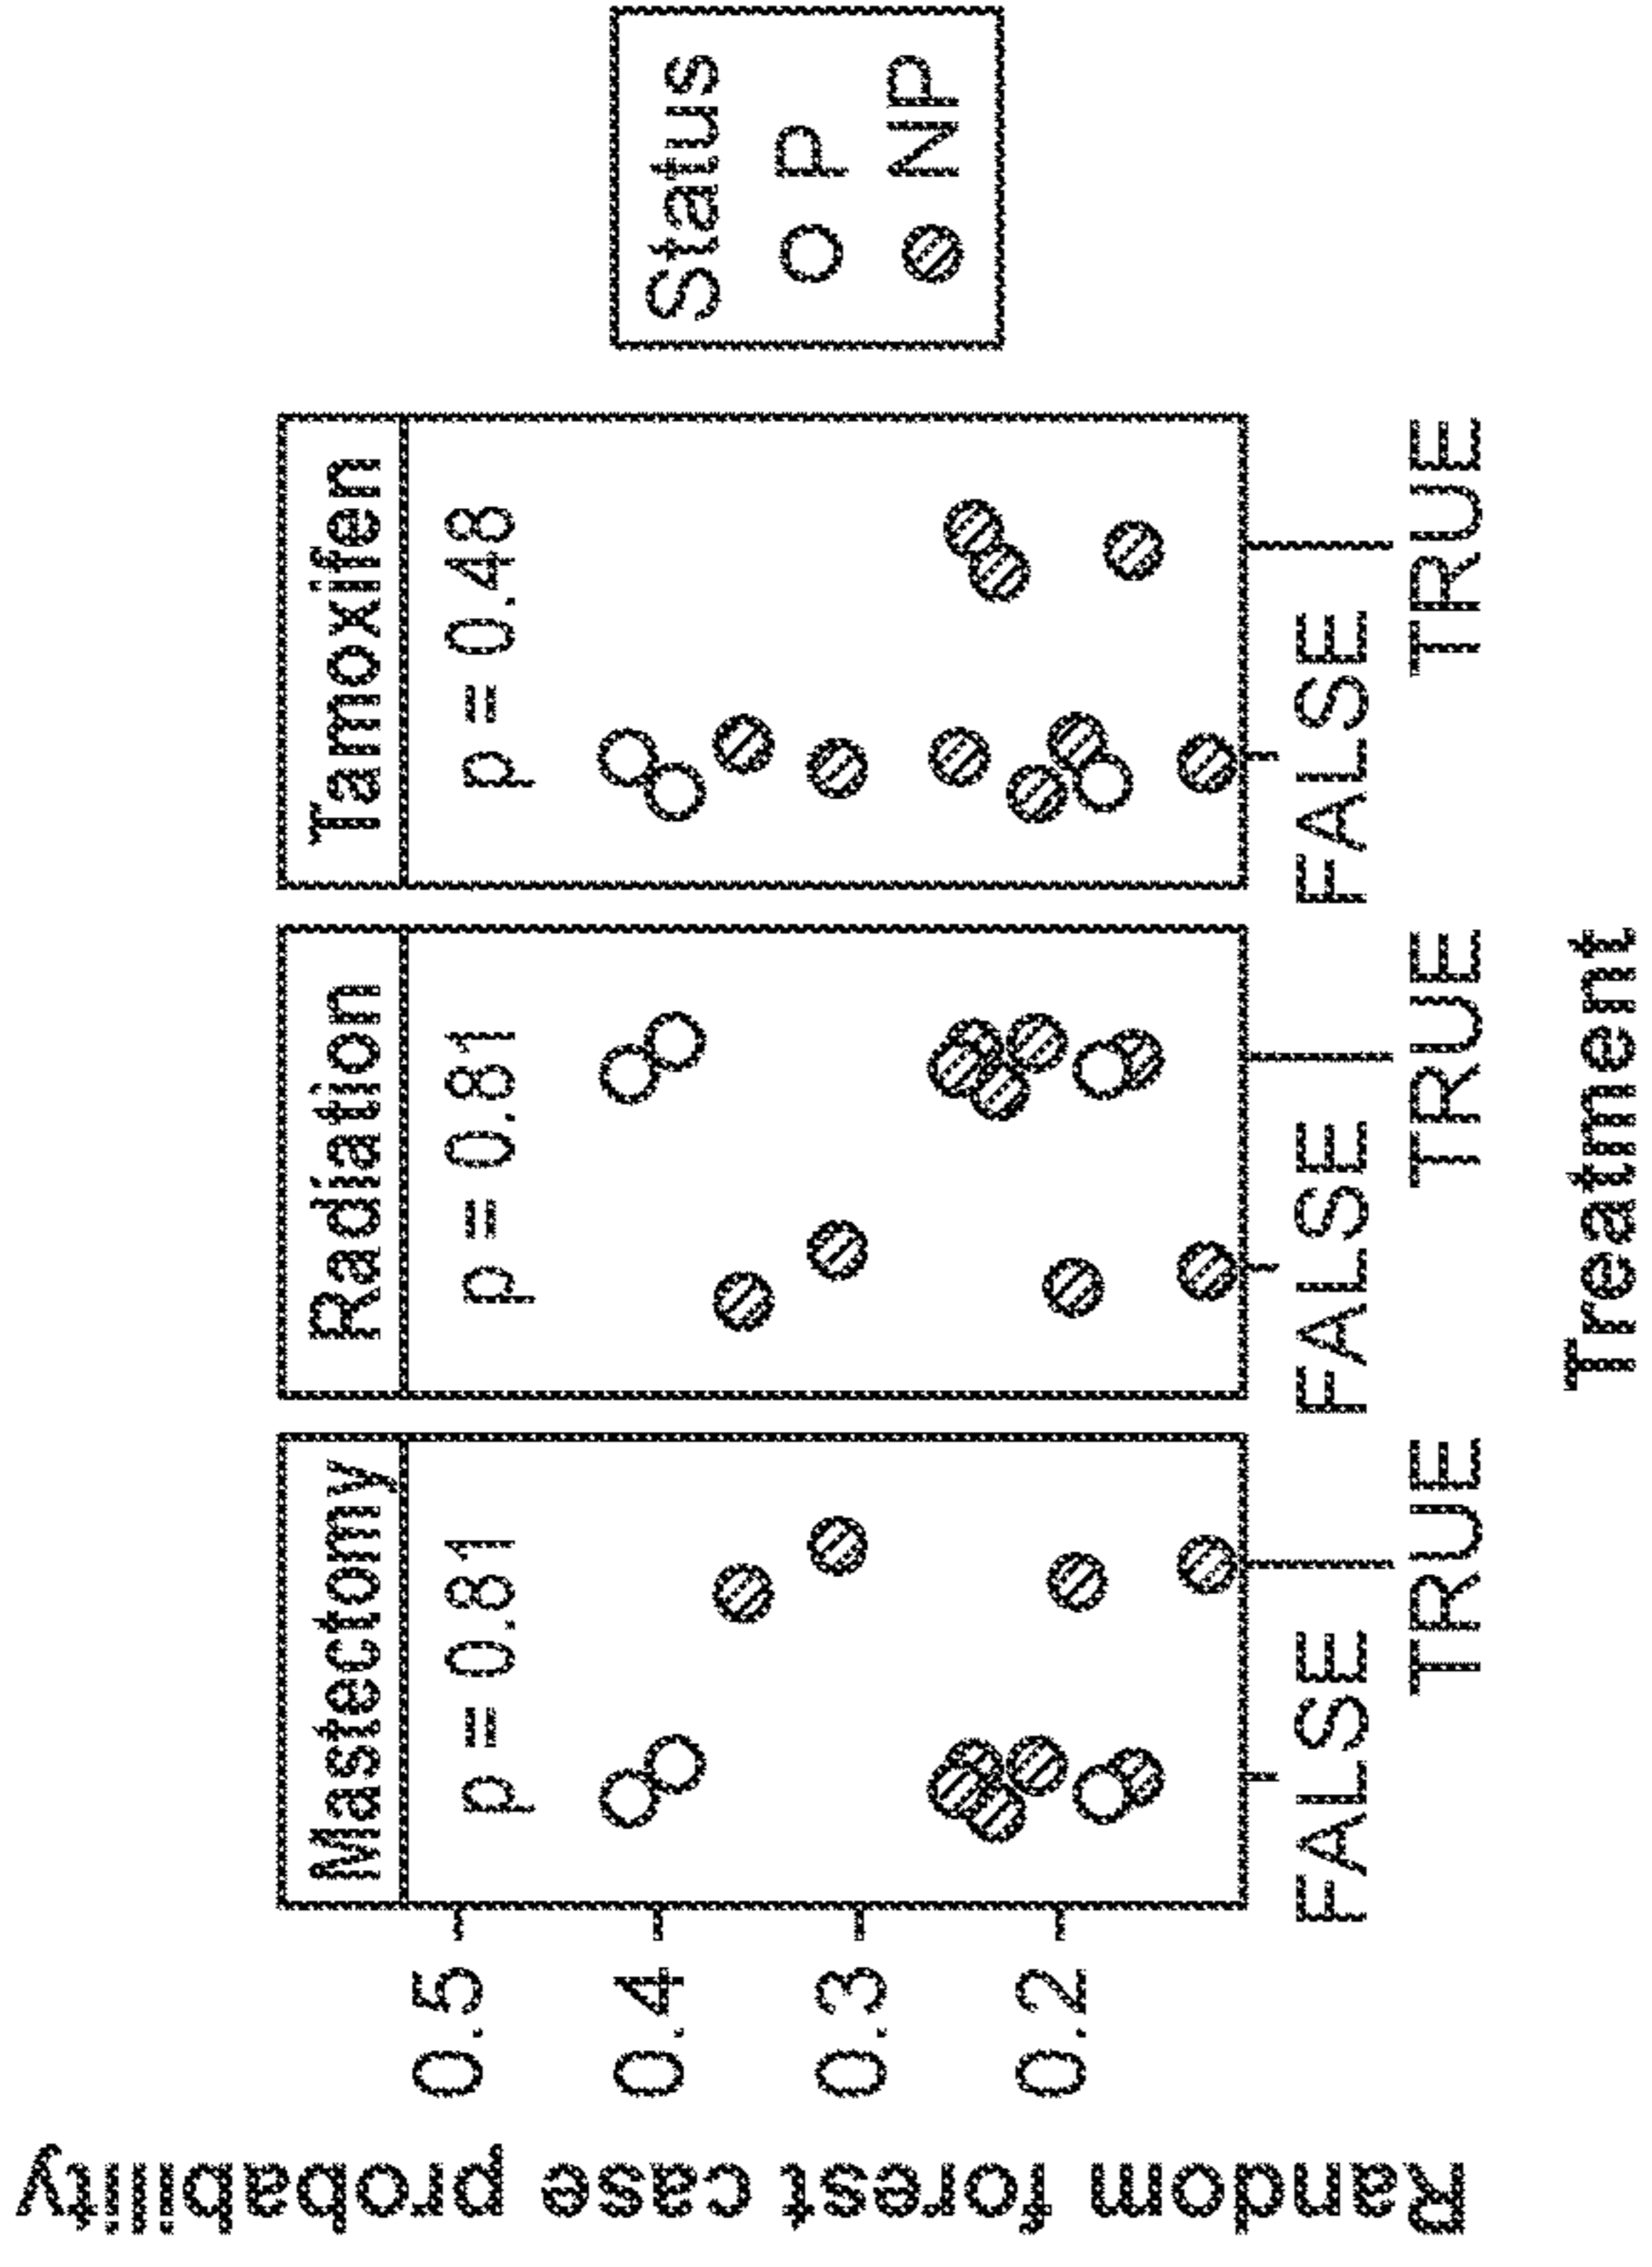 Random forest case probability
0.5
0.4
0.3
0.2
Mastectomy
p = 0.81
FALSE
TRUE
Radiation
p = 0.81
FALSE
TRUE
Tamoxifen
p = 0.48
FALSE
TRUE
Treatment
Status
P
NP